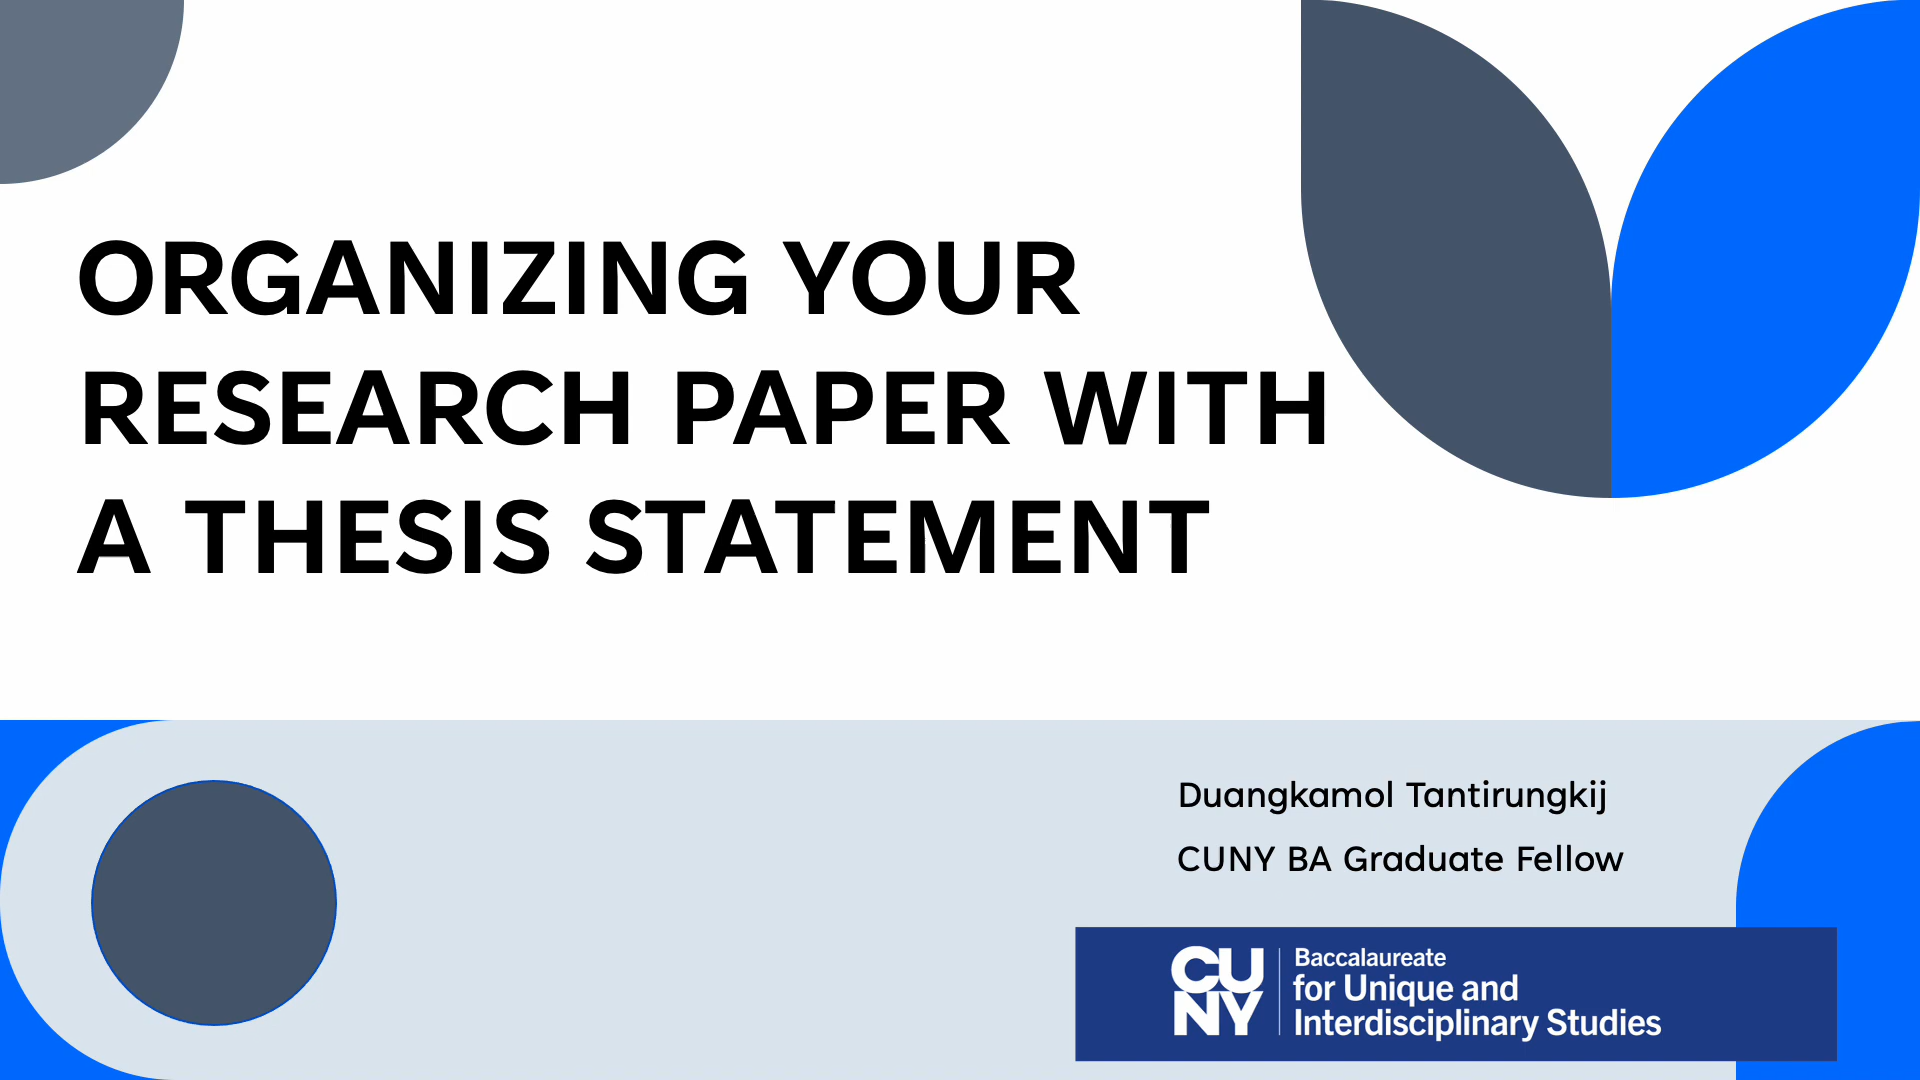 ORGANIZING YOUR
RESEARCH PAPER WITH
A THESIS STATEMENT
Duangkamol Tantirungkij
CUNY BA Graduate Fellow
CU
NY
Baccalaureate
for Unique and
Interdisciplinary Studies